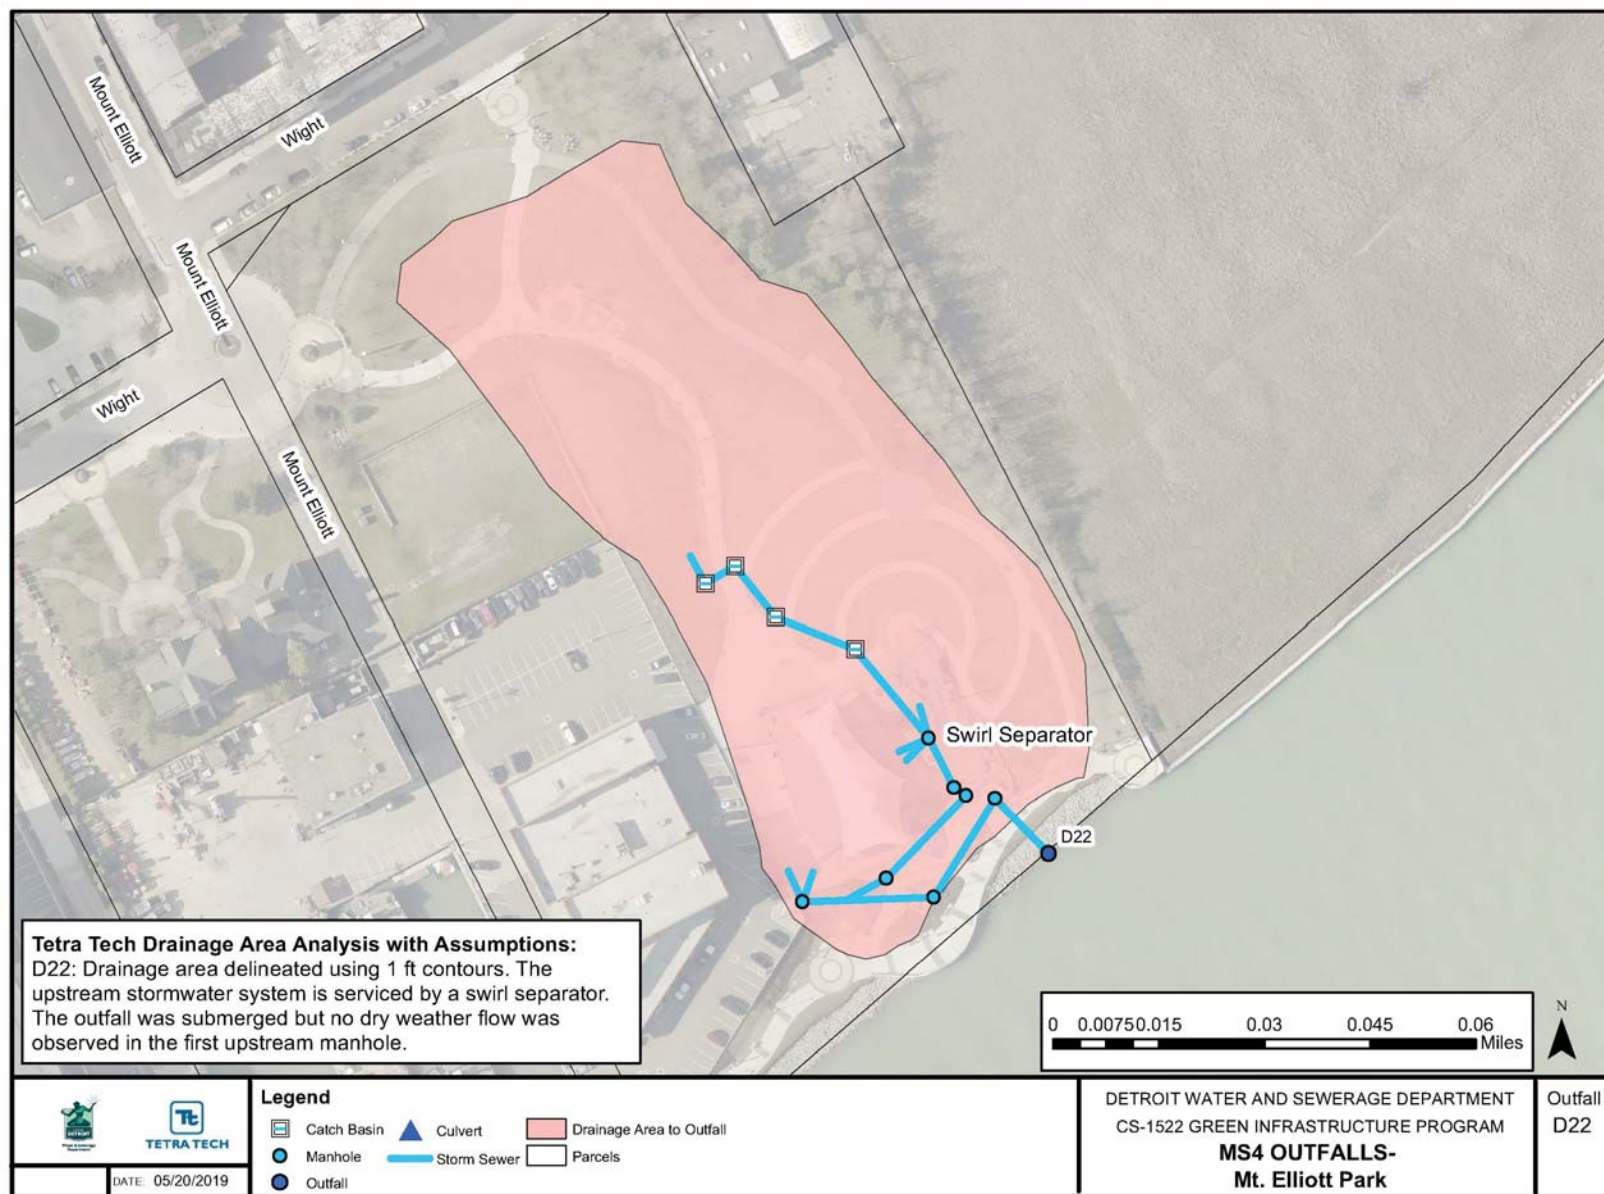 Mount Elliott
Wight
Mount Elliott
Wight
Mount Elliott
Swirl Separator
D22
Tetra Tech Drainage Area Analysis with Assumptions:
D22: Drainage area delineated using 1 ft contours. The
upstream stormwater system is serviced by a swirl separator.
The outfall was submerged but no dry weather flow was
observed in the first upstream manhole.
0 0.0075 0.015 0.03 0.045 0.06
Miles
N
DETROIT
TETRA TECH
DATE: 05/20/2019
Legend
Catch Basin
Manhole
Outfall
Culvert
Storm Sewer
Drainage Area to Outfall
Parcels
DETROIT WATER AND SEWERAGE DEPARTMENT
CS-1522 GREEN INFRASTRUCTURE PROGRAM
MS4 OUTFALLS-
Mt. Elliott Park
Outfall
D22